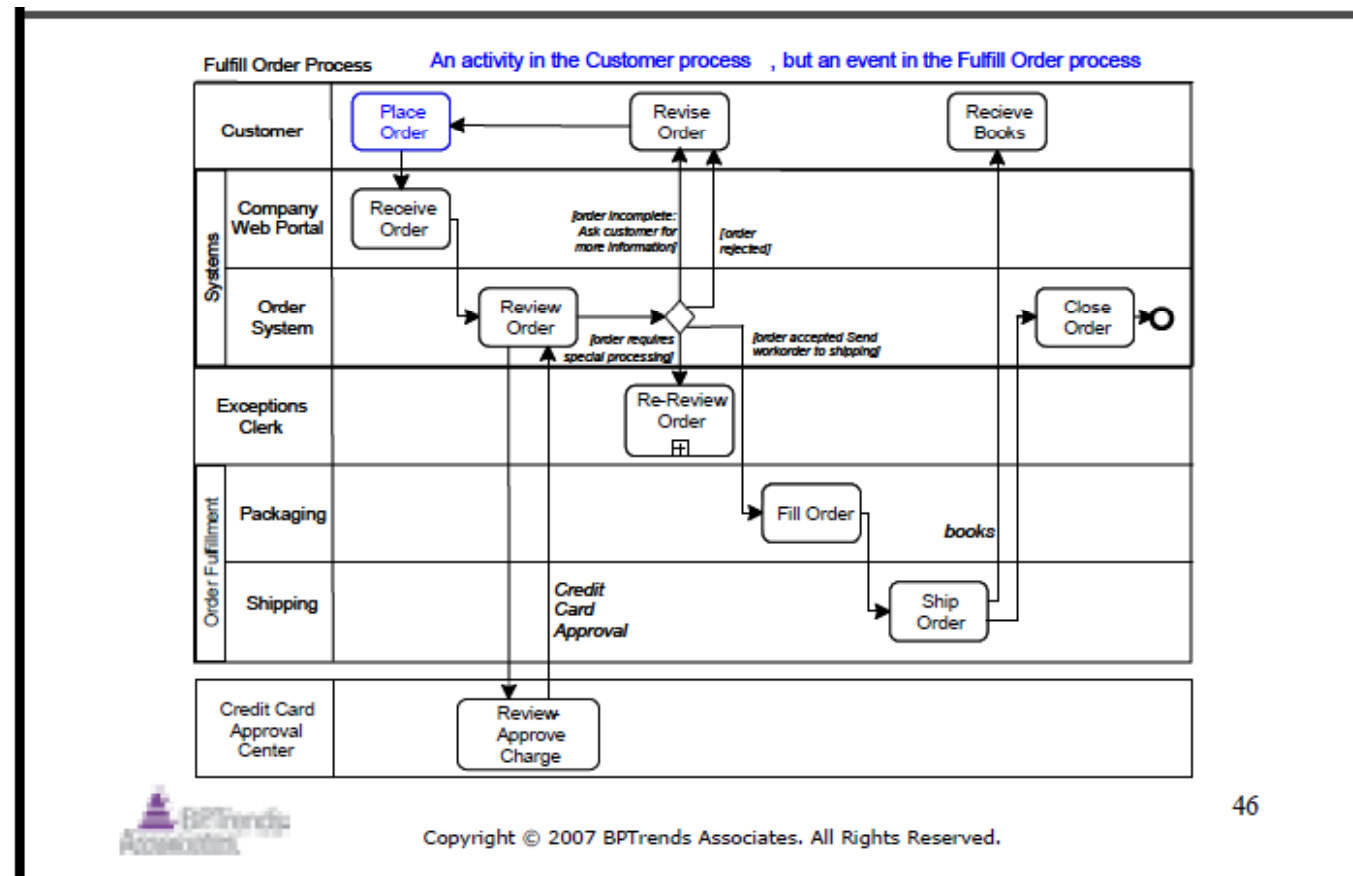 Fulfill Order Process
An activity in the Customer process , but an event in the Fulfill Order process
Customer
Place
Order
Revise
Order
Recieve
Books
Systems
Company
Web Portal
Receive
Order
[order incomplete:
Ask customer for
more information]
[order
rejected]
Order
System
Review
Order
[order requires
special processing]
[order accepted Send
workorder to shipping]
Close
Order
Exceptions
Clerk
Re-Review
Order
Order Fulfillment
Packaging
Fill Order
books
Shipping
Credit
Card
Approval
Ship
Order
Credit Card
Approval
Center
Review-
Approve
Charge
BPTrends
Associates
46
Copyright © 2007 BPTrends Associates. All Rights Reserved.